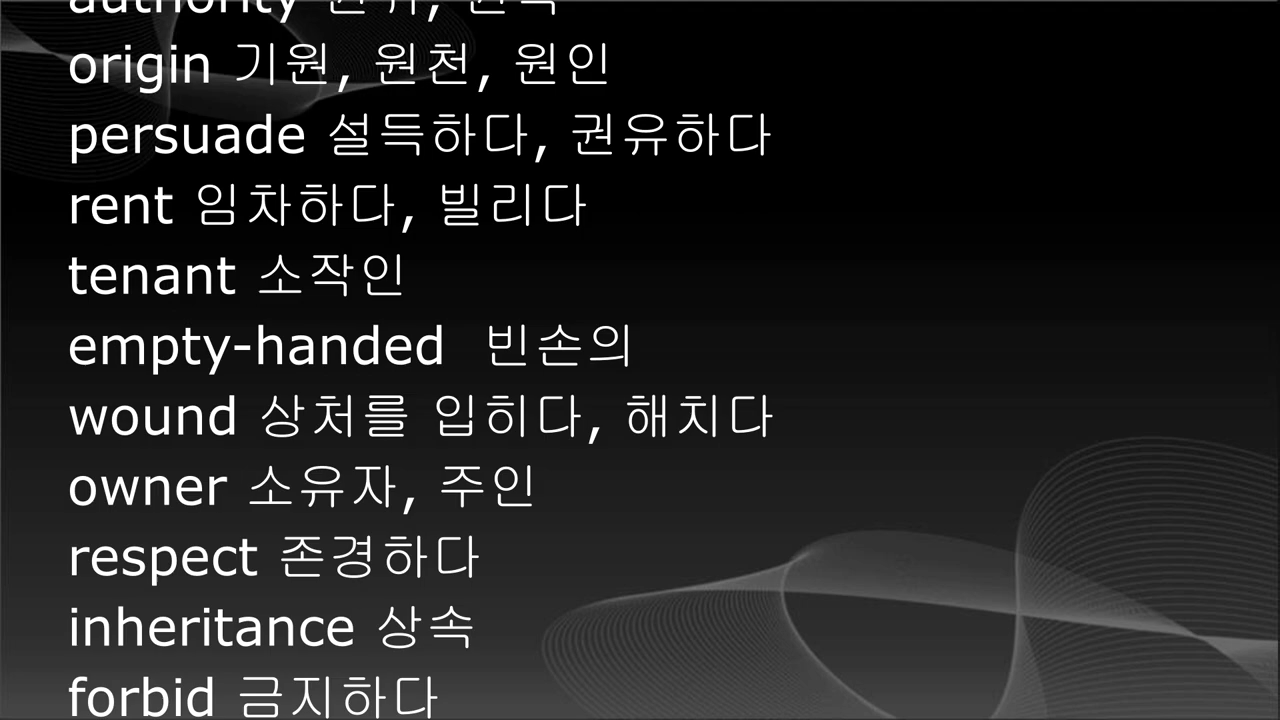 authority
origin 기원, 원천, 원인
persuade 설득하다, 권유하다
rent 임차하다, 빌리다
tenant 소작인
empty-handed 빈손의
wound 상처를 입히다, 해치다
owner 소유자, 주인
respect 존경하다
inheritance 상속
forbid 금지하다